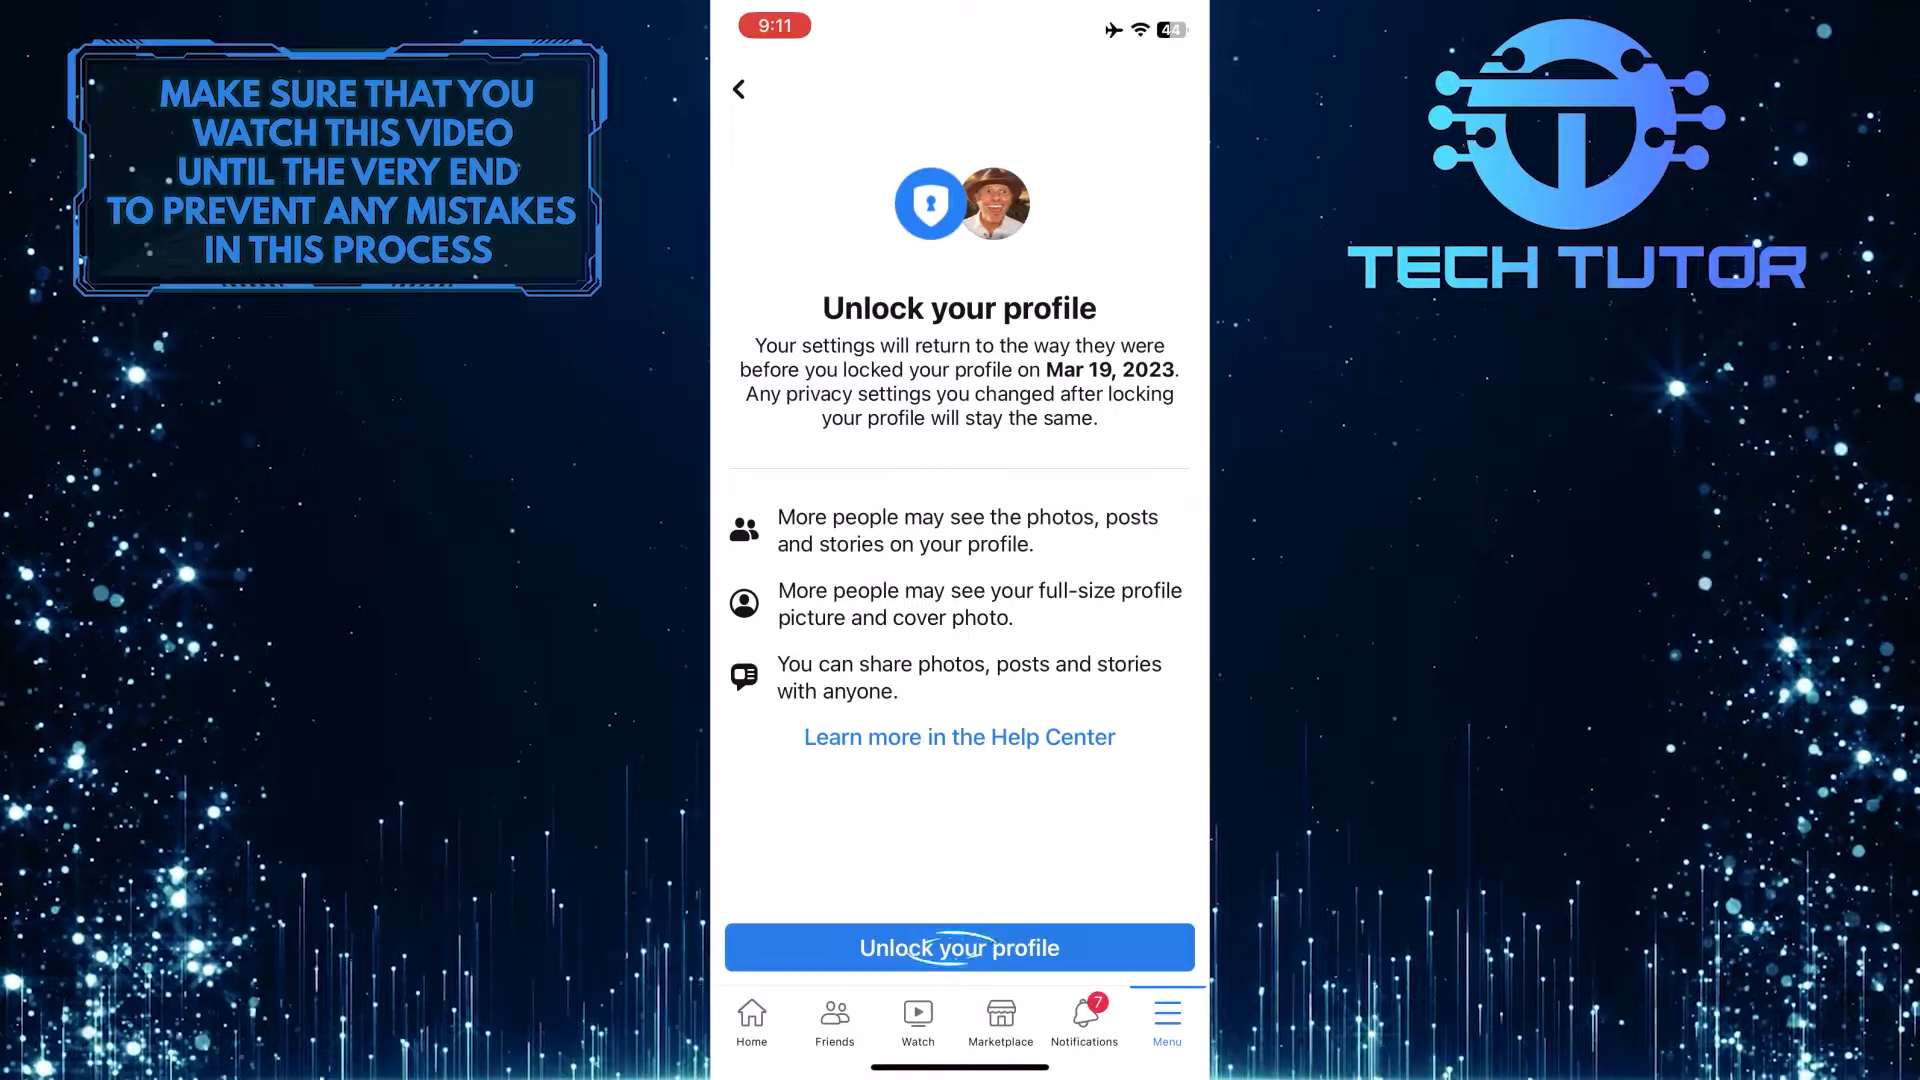 MAKE SURE THAT YOU
WATCH THIS VIDEO
UNTIL THE VERY END
TO PREVENT ANY MISTAKES
IN THIS PROCESS
9:11
44
Unlock your profile
Your settings will return to the way they were
before you locked your profile on Mar 19, 2023.
Any privacy settings you changed after locking
your profile will stay the same.
More people may see the photos, posts
and stories on your profile.
More people may see your full-size profile
picture and cover photo.
You can share photos, posts and stories
with anyone.
Learn more in the Help Center
Unlock your profile
7
Home
Friends
Watch
Marketplace
Notifications
Menu
TECH TUTOR